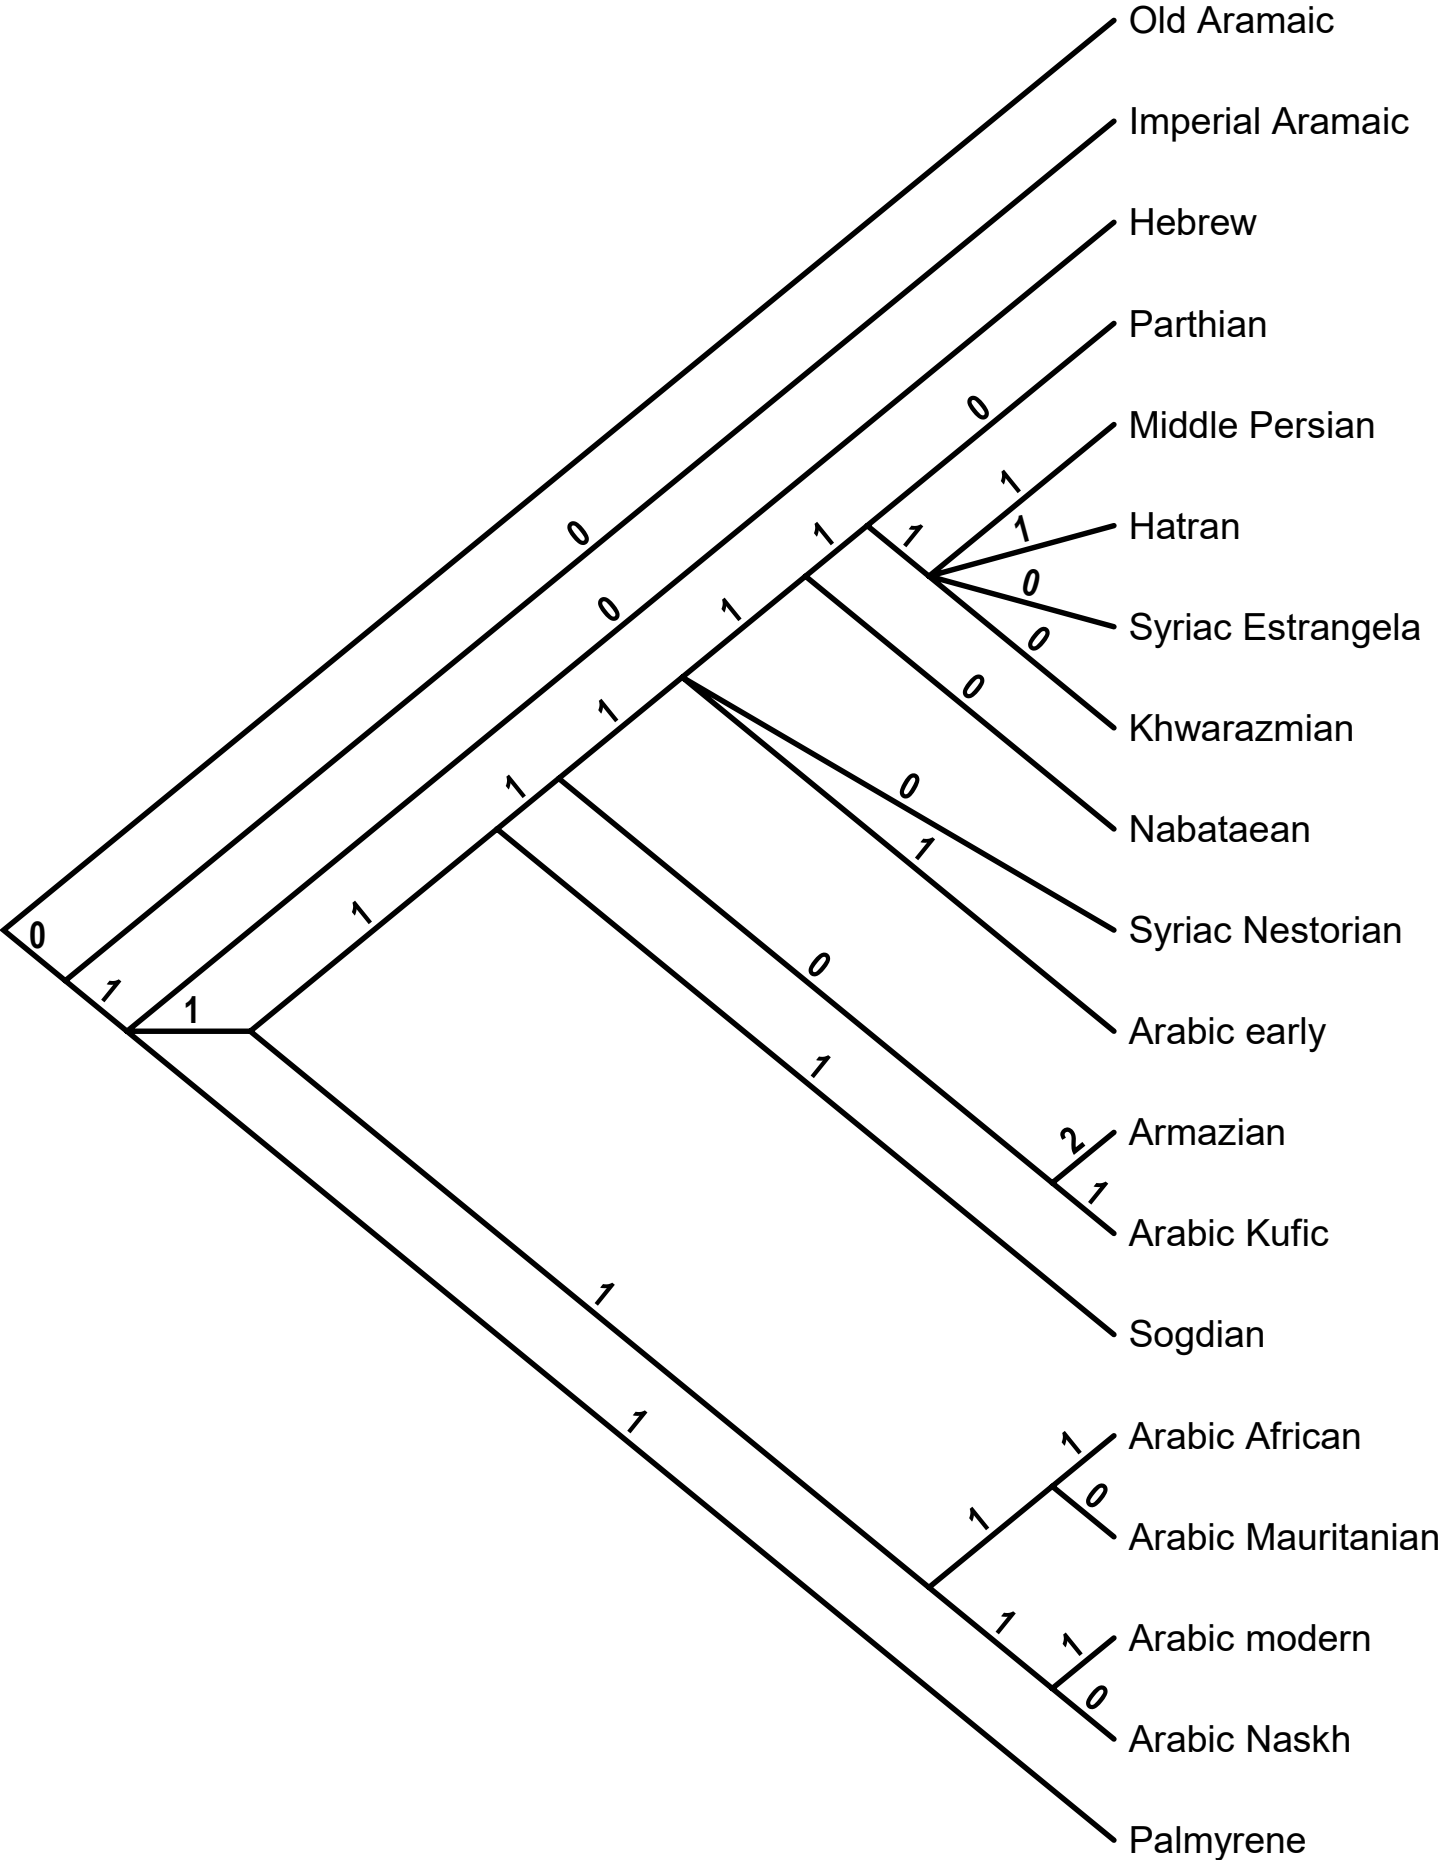 Old Aramaic
Imperial Aramaic
Hebrew
Parthian
0
Middle Persian
1
Hatran
0
1
1
1
0
Syriac Estrangela
0
1
0
Khwarazmian
0
1
0
Nabataean
1
0
1
Syriac Nestorian
1
0
0
1
1
Arabic early
1
2
Armazian
1
Arabic Kufic
1
Sogdian
1
1
Arabic African
0
1
Arabic Mauritanian
1
1
Arabic modern
0
Arabic Naskh
Palmyrene